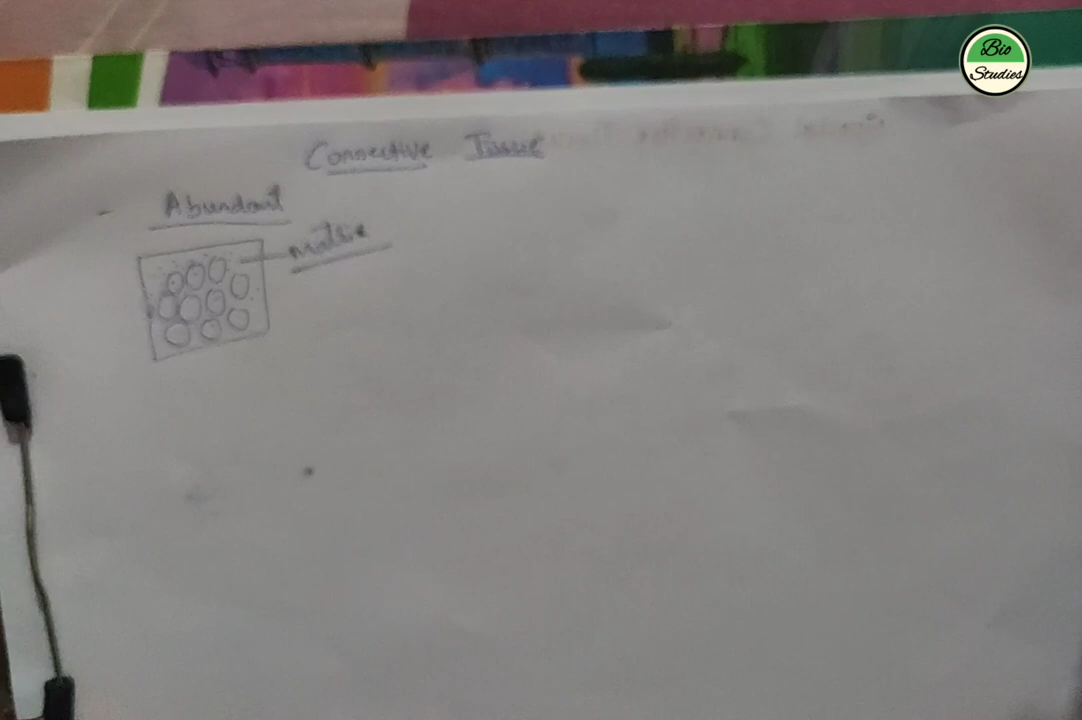 Bio
Studies
Connective Tissue
Abundant
matrix